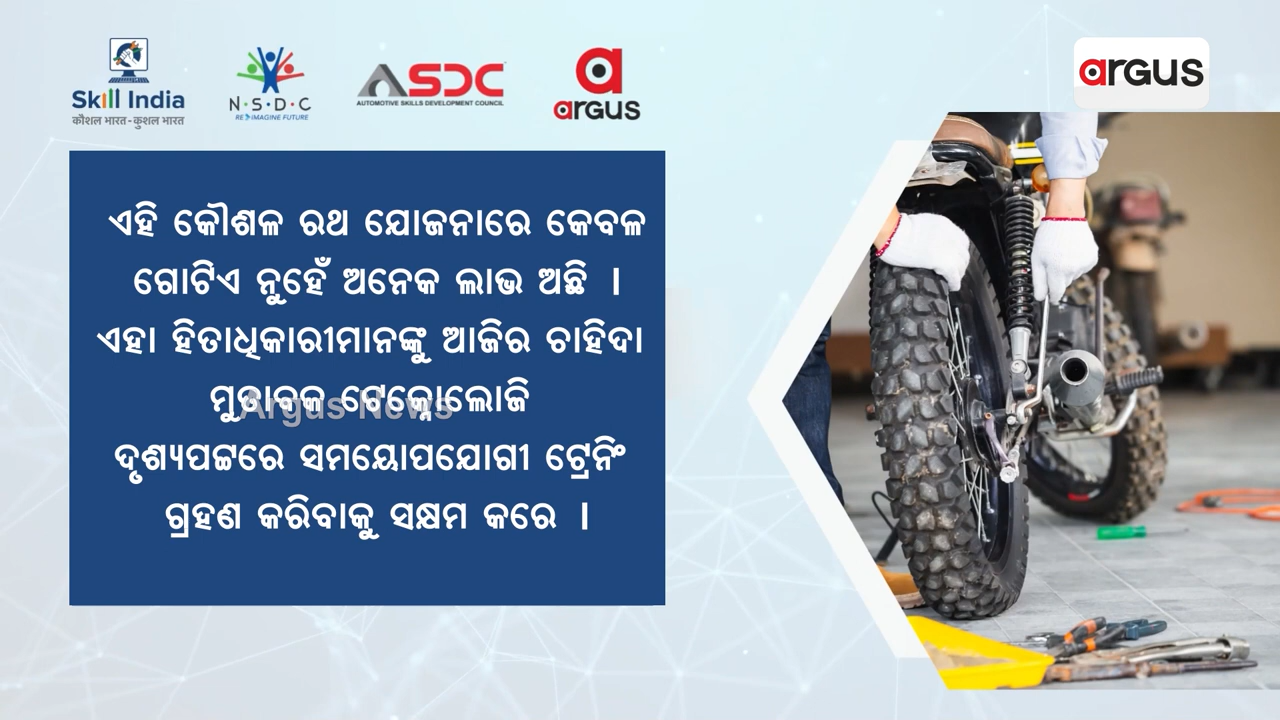 Skill India
कौशल भारत - कुशल भारत
N·S·D·C
RE IMAGINE FUTURE
ASDC
AUTOMOTIVE SKILLS DEVELOPMENT COUNCIL
argus
argus
ଏହି କୌଶଳ ରଥ ଯୋଜନାରେ କେବଳ
ଗୋଟିଏ ନୁହେଁ ଅନେକ ଲାଭ ଅଛି ।
ଏହା ହିତାଧିକାରୀମାନଙ୍କୁ ଆଜିର ଚାହିଦା
ମୁତାବକ ଟେକ୍ନୋଲୋଜି
Argus News
ଦୃଶ୍ୟପଟ୍ଟରେ ସମୟୋପଯୋଗୀ ଟ୍ରେନିଂ
ଗ୍ରହଣ କରିବାକୁ ସକ୍ଷମ କରେ ।